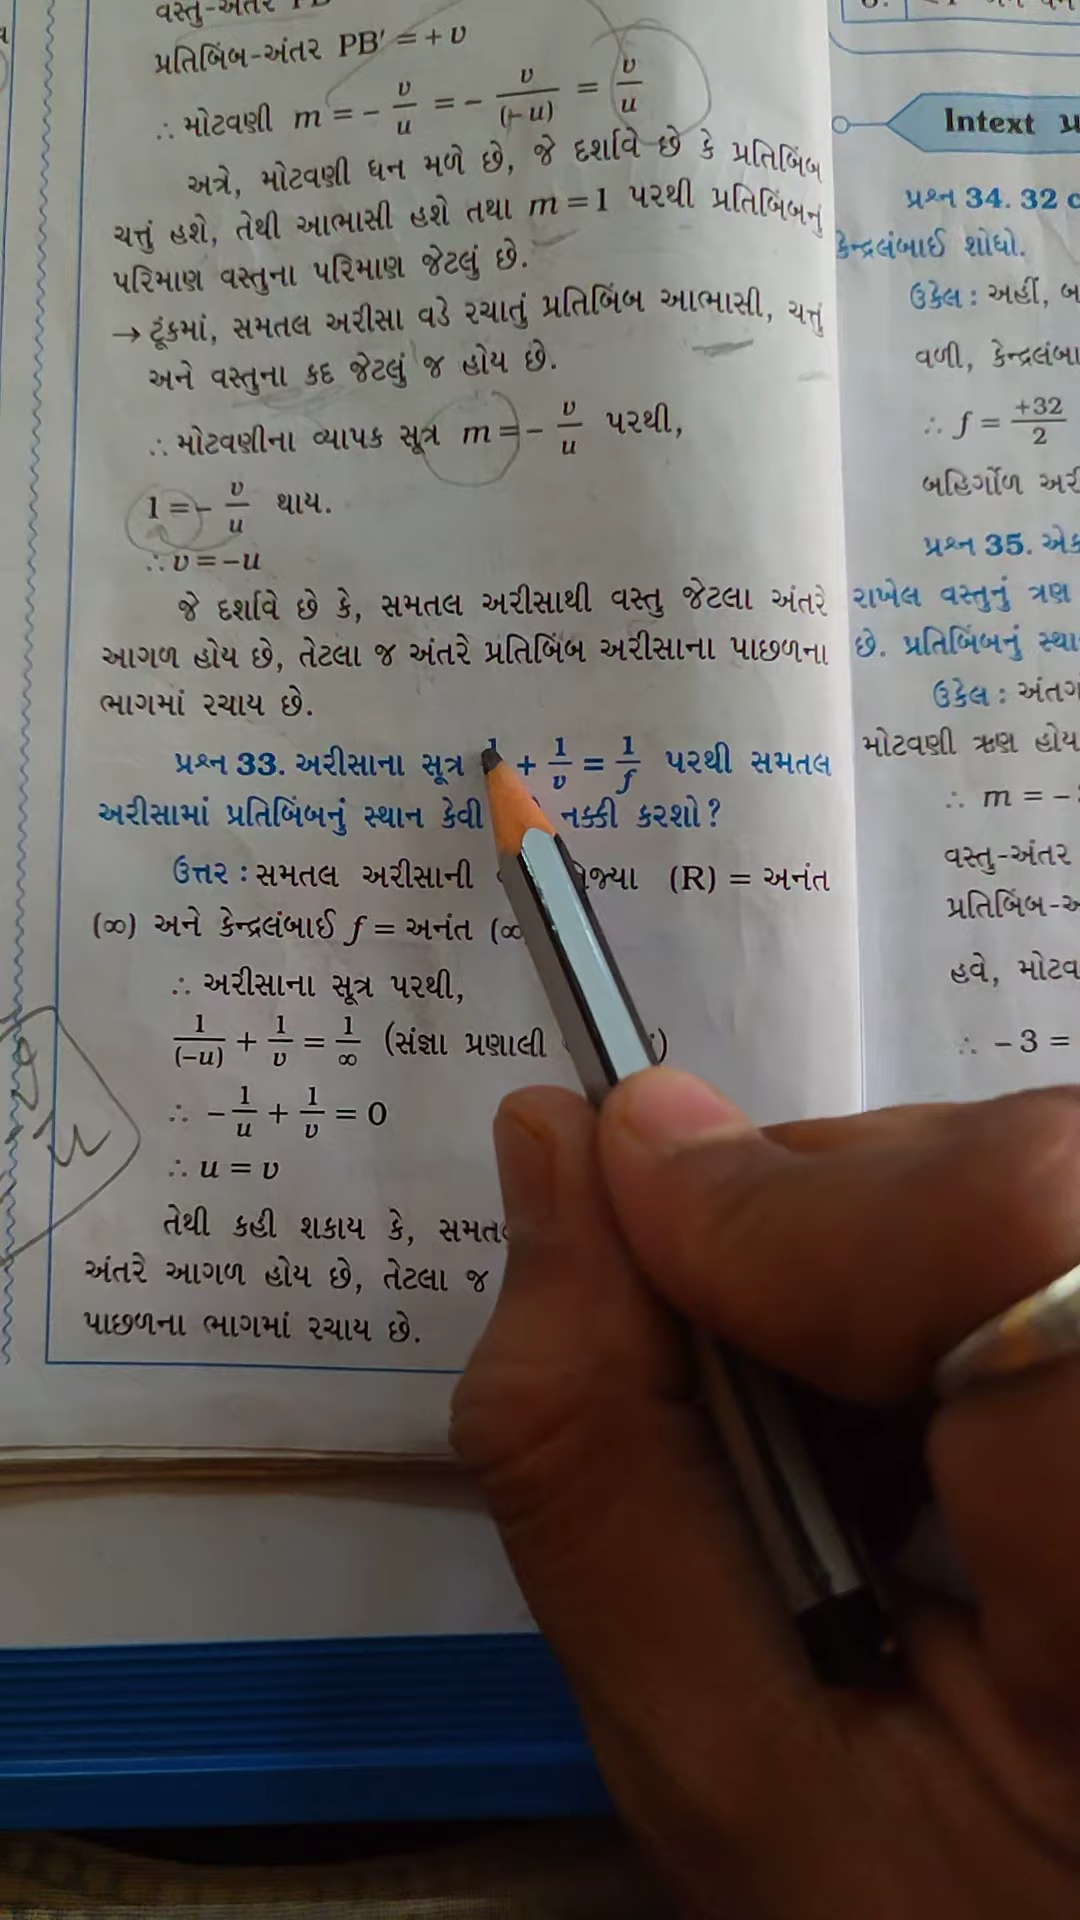 વસ્તુ-અંતર
પ્રતિબિંબ-અંતર PB′ = + υ
∴ મોટવણી m = − υ/u = − υ/(− u) = υ/u
અત્રે, મોટવણી ધન મળે છે, જે દર્શાવે છે કે પ્રતિબિંબ
ચત્તું હશે, તેથી આભાસી હશે તથા m = 1 પરથી પ્રતિબિંબનું
પરિમાણ વસ્તુના પરિમાણ જેટલું છે.
→ ટૂંકમાં, સમતલ અરીસા વડે રચાતું પ્રતિબિંબ આભાસી, ચત્તું
અને વસ્તુના કદ જેટલું જ હોય છે.
∴ મોટવણીના વ્યાપક સૂત્ર m = − υ/u પરથી,
1 = − υ/u થાય.
∴ υ = −u
જે દર્શાવે છે કે, સમતલ અરીસાથી વસ્તુ જેટલા અંતરે
આગળ હોય છે, તેટલા જ અંતરે પ્રતિબિંબ અરીસાના પાછળના
ભાગમાં રચાય છે.
પ્રશ્ન 33. અરીસાના સૂત્ર + 1/υ = 1/f પરથી સમતલ
અરીસામાં પ્રતિબિંબનું સ્થાન કેવી નક્કી કરશો?
ઉત્તર : સમતલ અરીસાની (R) = અનંત
(∞) અને કેન્દ્રલંબાઈ f = અનંત (∞
∴ અરીસાના સૂત્ર પરથી,
1/(−u) + 1/υ = 1/∞ (સંજ્ઞા પ્રણાલી
∴ − 1/u + 1/υ = 0
∴ u = υ
તેથી કહી શકાય કે,
અંતરે આગળ હોય છે, તેટલા જ
પાછળના ભાગમાં રચાય છે.
Intext
પ્રશ્ન 34. 32
કેન્દ્રલંબાઈ શોધો.
ઉકેલ : અહીં,
વળી,
∴ f = +32/2
બહિર્ગોળ
પ્રશ્ન 35.
રાખેલ વસ્તુનું ત્રણ
છે. પ્રતિબિંબનું
ઉકેલ :
મોટવણી ઋણ હોય
∴ m = −
વસ્તુ-અંતર
હવે,
∴ − 3 =